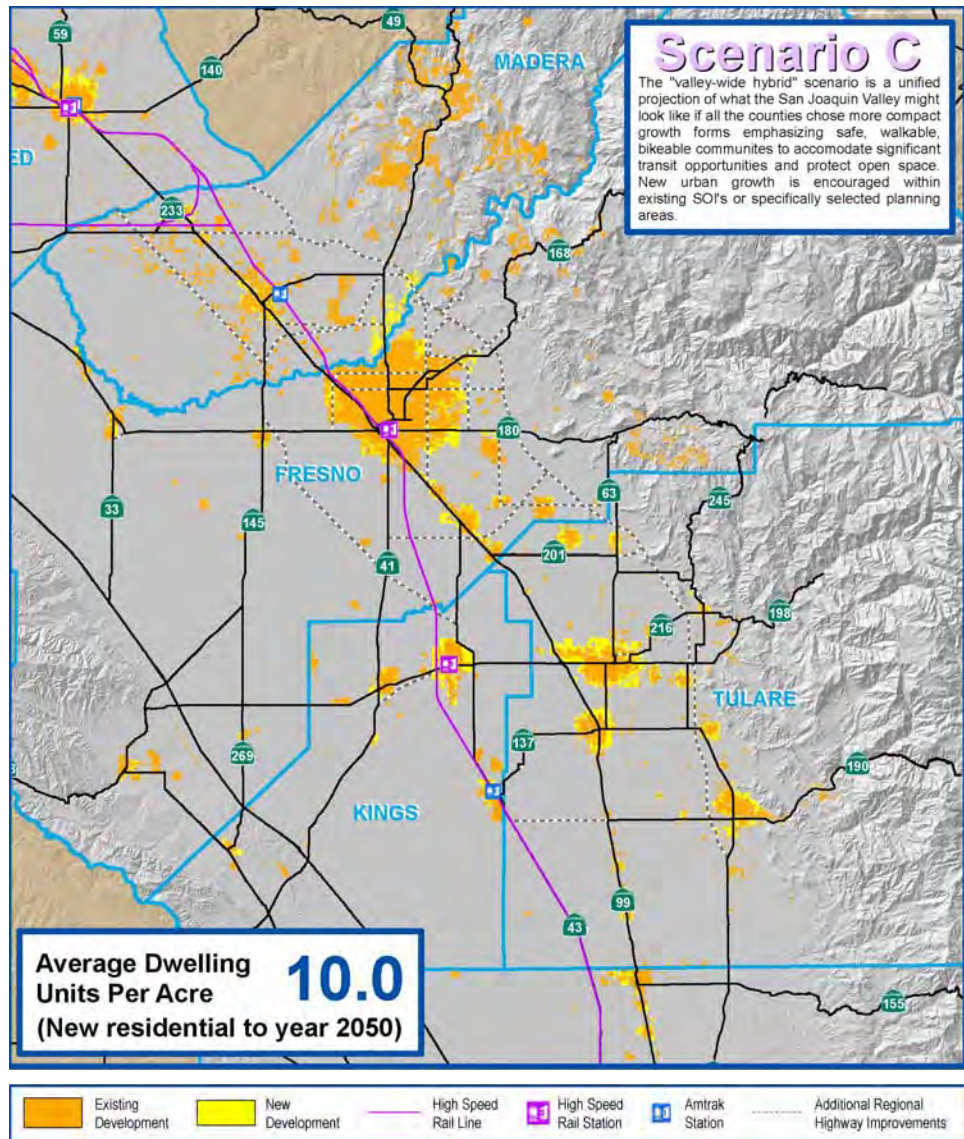 Scenario C
The "valley-wide hybrid" scenario is a unified
projection of what the San Joaquin Valley might
look like if all the counties chose more compact
growth forms emphasizing safe, walkable,
bikeable communites to accomodate significant
transit opportunities and protect open space.
New urban growth is encouraged within
existing SOI's or specifically selected planning
areas.
59
49
140
MADERA
ED
233
168
180
FRESNO
63
245
33
145
201
41
198
216
TULARE
137
269
190
KINGS
99
43
155
Average Dwelling
Units Per Acre
10.0
(New residential to year 2050)
Existing
Development
New
Development
High Speed
Rail Line
High Speed
Rail Station
Amtrak
Station
Additional Regional
Highway Improvements